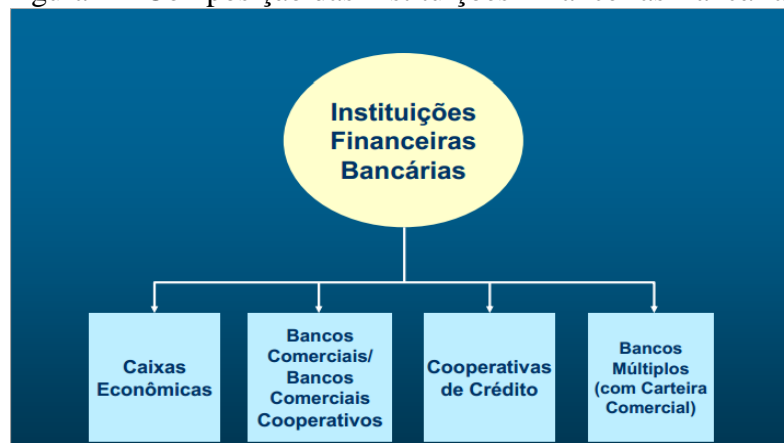 Instituições
Financeiras
Bancárias
Caixas
Econômicas
Bancos
Comerciais/
Bancos
Comerciais
Cooperativos
Cooperativas
de Crédito
Bancos
Múltiplos
(com Carteira
Comercial)